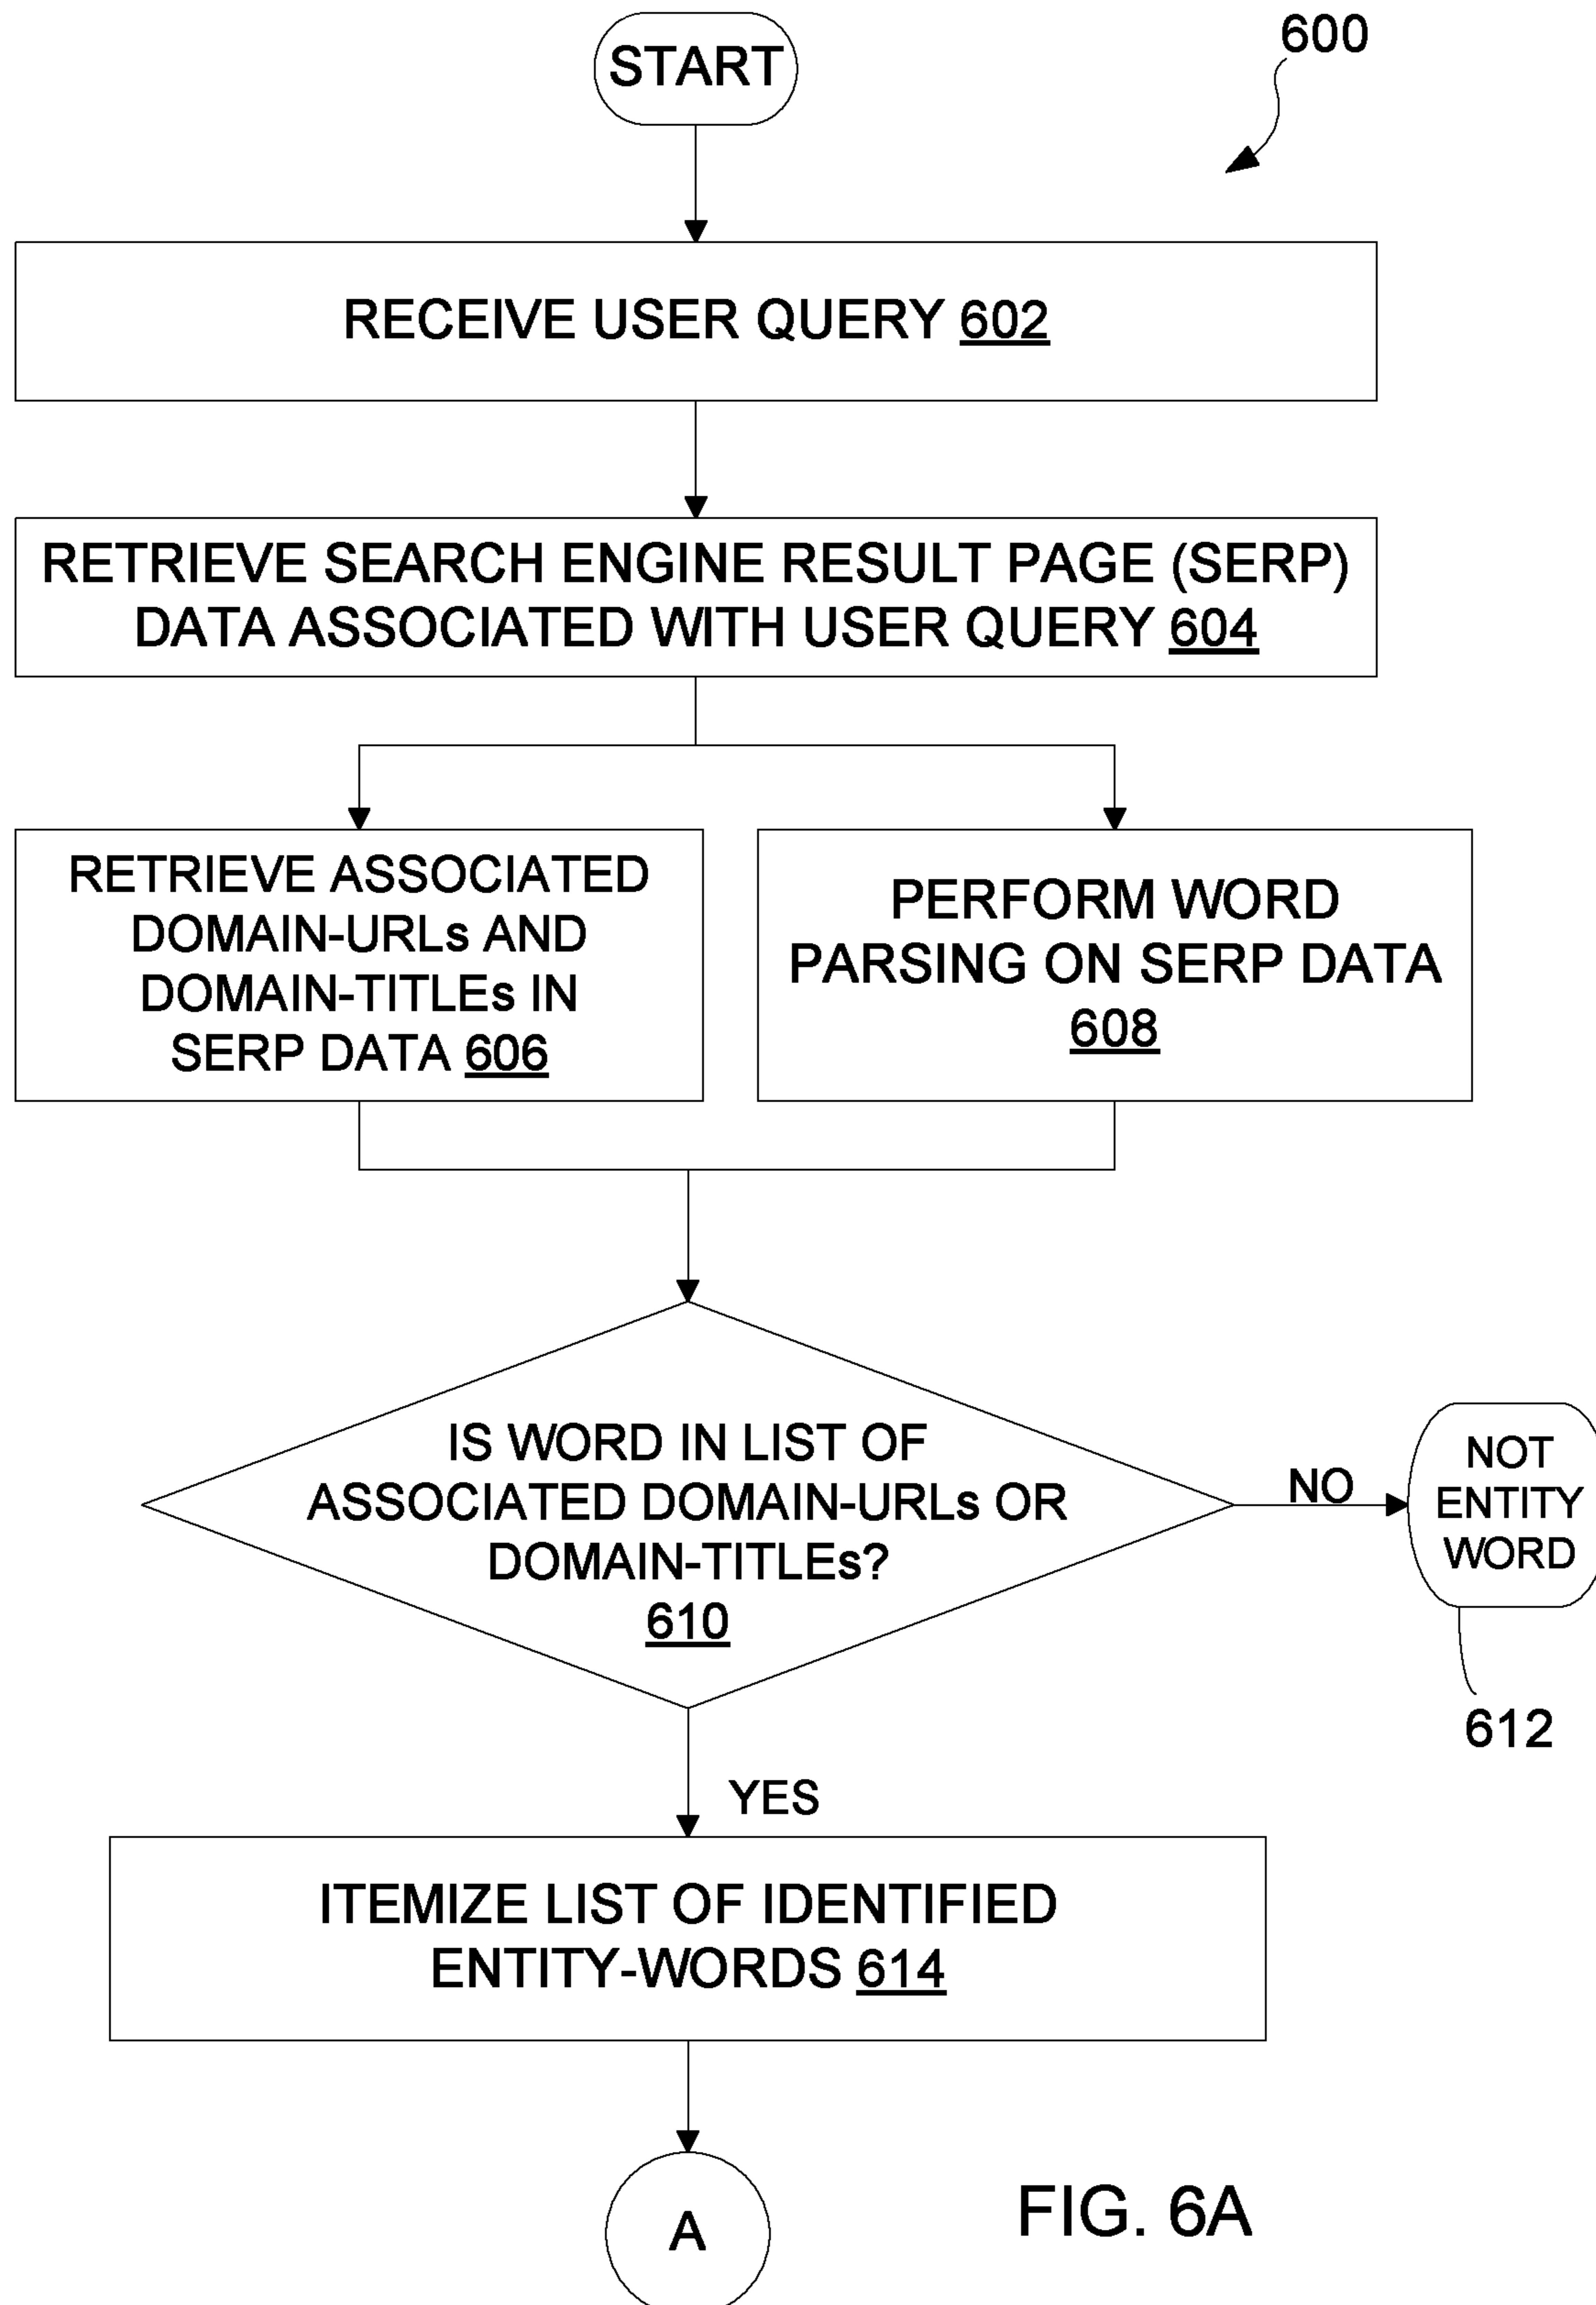 START
600
RECEIVE USER QUERY 602
RETRIEVE SEARCH ENGINE RESULT PAGE (SERP)
DATA ASSOCIATED WITH USER QUERY 604
RETRIEVE ASSOCIATED
DOMAIN-URLs AND
DOMAIN-TITLEs IN
SERP DATA 606
PERFORM WORD
PARSING ON SERP DATA
608
IS WORD IN LIST OF
ASSOCIATED DOMAIN-URLs OR
DOMAIN-TITLEs?
610
NO
NOT
ENTITY
WORD
612
YES
ITEMIZE LIST OF IDENTIFIED
ENTITY-WORDS 614
A
FIG. 6A